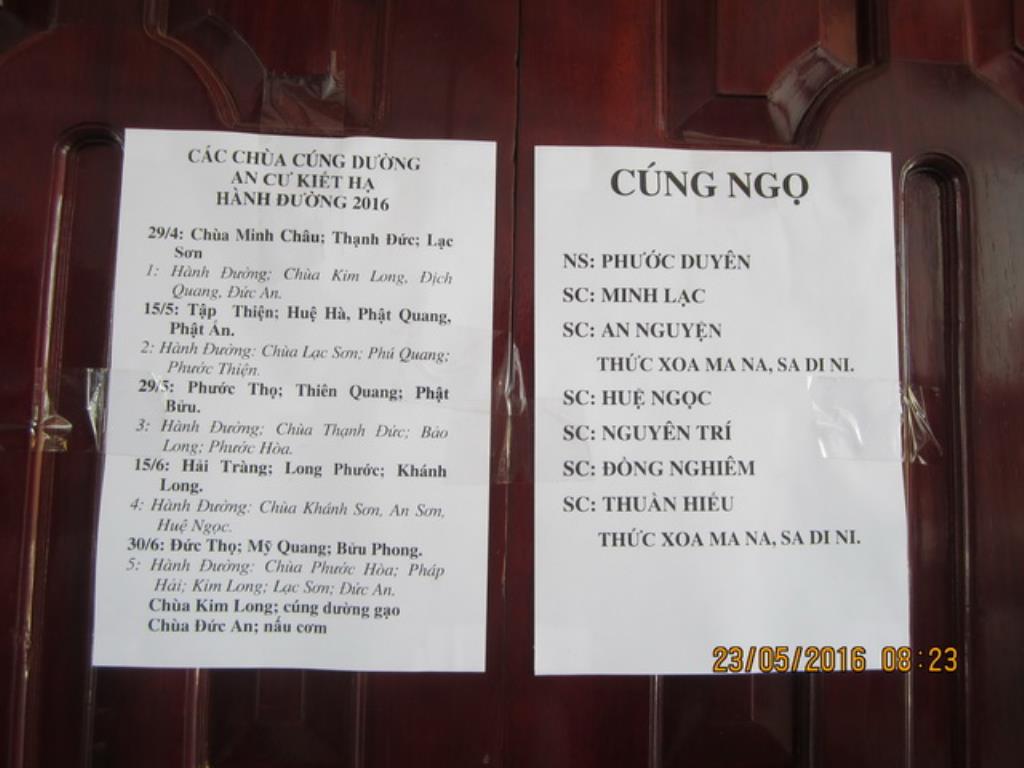 CÁC CHÙA CÚNG DƯỜNG
AN CƯ KIẾT HẠ
HÀNH ĐƯỜNG 2016
29/4: Chùa Minh Châu; Thạnh Đức; Lạc
Sơn
1: Hành Đường; Chùa Kim Long, Địch
Quang, Đức An.
15/5: Tập Thiện; Huệ Hà, Phật Quang,
Phật Ấn.
2: Hành Đường: Chùa Lạc Sơn; Phú Quang;
Phước Thiện.
29/5: Phước Thọ; Thiên Quang; Phật
Bửu.
3: Hành Đường; Chùa Thạnh Đức; Bảo
Long; Phước Hòa.
15/6: Hải Tràng; Long Phước; Khánh
Long.
4: Hành Đường: Chùa Khánh Sơn, An Sơn,
Huệ Ngọc.
30/6: Đức Thọ; Mỹ Quang; Bửu Phong.
5: Hành Đường: Chùa Phước Hòa; Pháp
Hải; Kim Long; Lạc Sơn; Đức An.
Chùa Kim Long; cúng dường gạo
Chùa Đức An; nấu cơm
CÚNG NGỌ
NS: PHƯỚC DUYÊN
SC: MINH LẠC
SC: AN NGUYỆN
THỨC XOA MA NA, SA DI NI.
SC: HUỆ NGỌC
SC: NGUYÊN TRÍ
SC: ĐỒNG NGHIÊM
SC: THUẦN HIẾU
THỨC XOA MA NA, SA DI NI.
23/05/2016 08:23